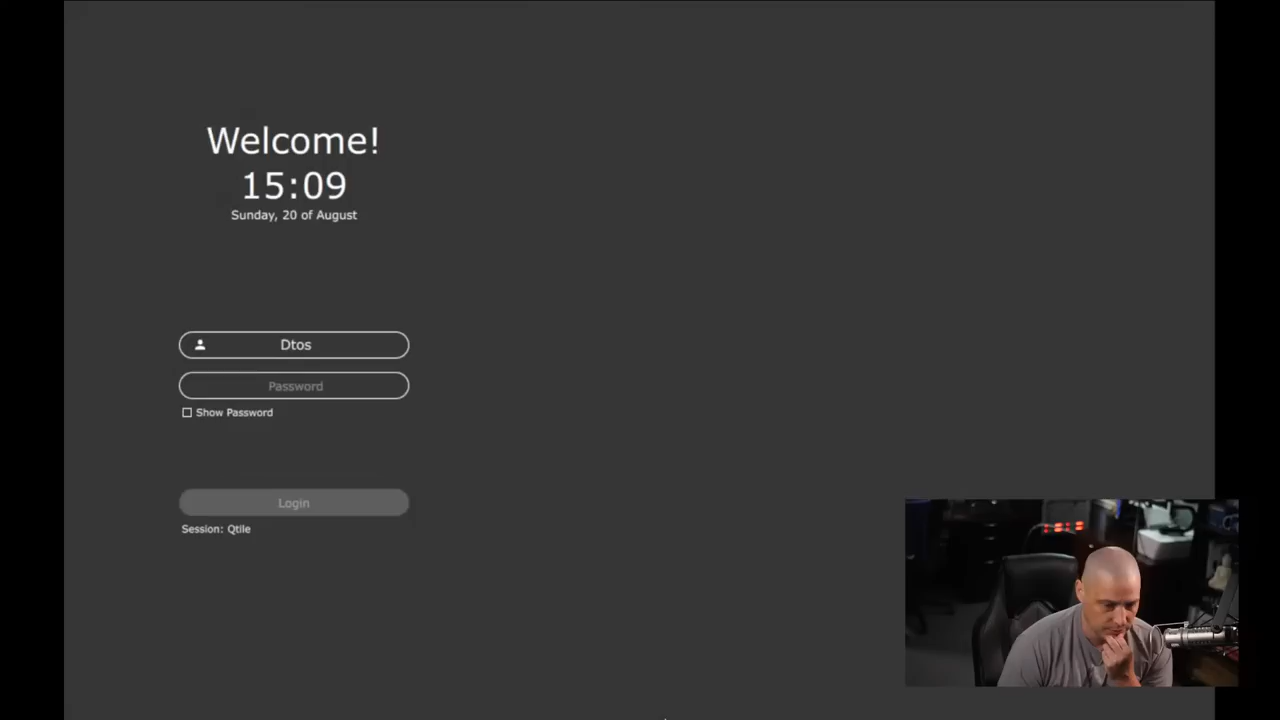 Welcome!
15:09
Sunday, 20 of August
Dtos
Password
Show Password
Login
Session: Qtile